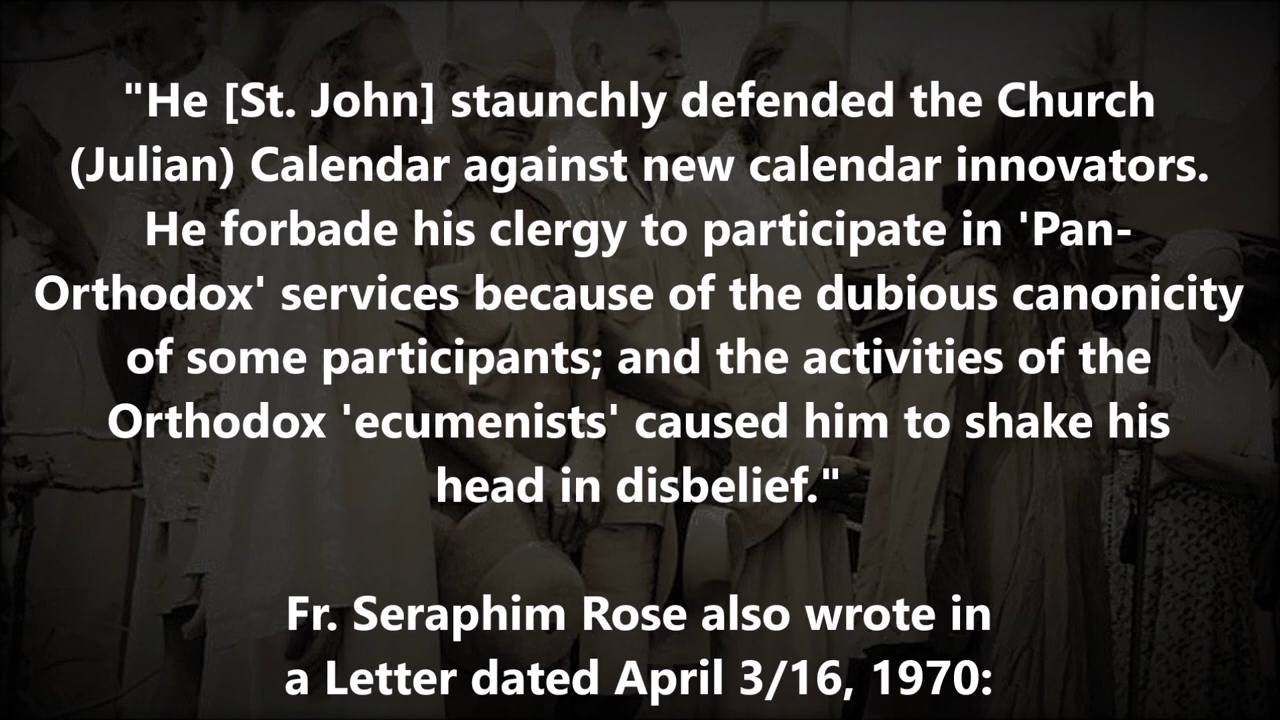 "He [St. John] staunchly defended the Church
(Julian) Calendar against new calendar innovators.
He forbade his clergy to participate in 'Pan-
Orthodox' services because of the dubious canonicity
of some participants; and the activities of the
Orthodox 'ecumenists' caused him to shake his
head in disbelief."
Fr. Seraphim Rose also wrote in
a Letter dated April 3/16, 1970: